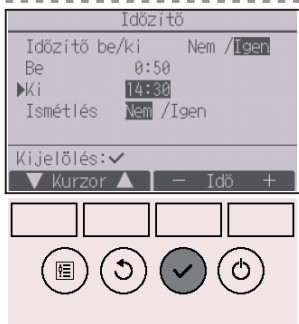 Időzítő
Időzítő be/ki Nem /Igen
Be 0:50
▶Ki 14:30
Ismétlés Nem /Igen
Kijelölés:✓
▼ Kurzor ▲ − Idő +